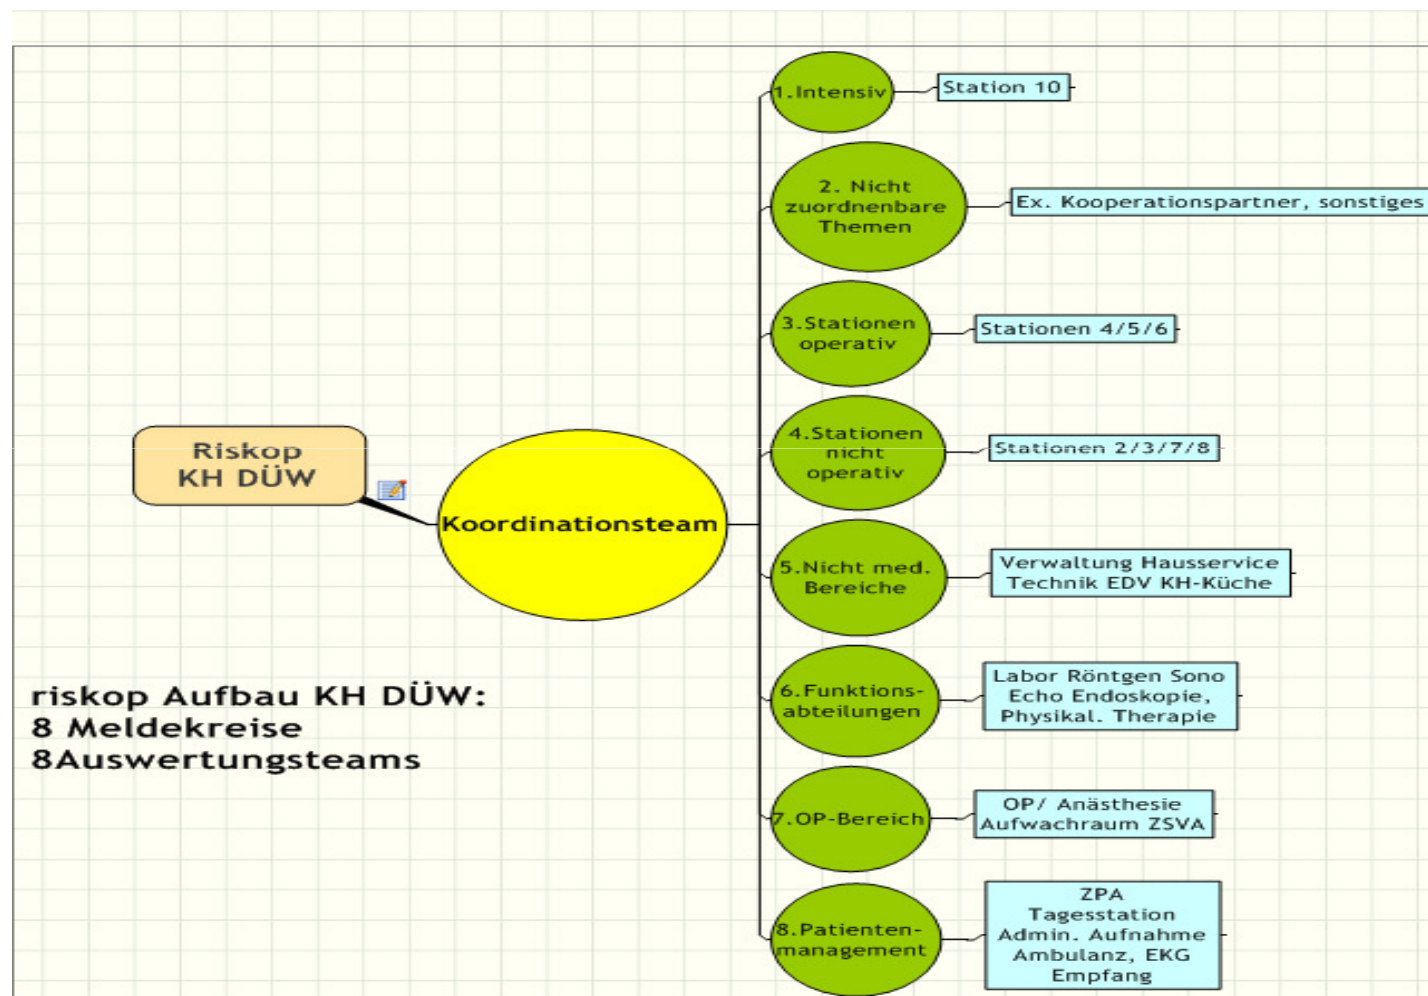 Riskop
KH DÜW
Koordinationsteam
riskop Aufbau KH DÜW:
8 Meldekreise
8Auswertungsteams
1.Intensiv
Station 10
2. Nicht
zuordnenbare
Themen
Ex. Kooperationspartner, sonstiges
3.Stationen
operativ
Stationen 4/5/6
4.Stationen
nicht
operativ
Stationen 2/3/7/8
5.Nicht med.
Bereiche
Verwaltung Hausservice
Technik EDV KH-Küche
6.Funktions-
abteilungen
Labor Röntgen Sono
Echo Endoskopie,
Physikal. Therapie
7.OP-Bereich
OP/ Anästhesie
Aufwachraum ZSVA
8.Patienten-
management
ZPA
Tagesstation
Admin. Aufnahme
Ambulanz, EKG
Empfang